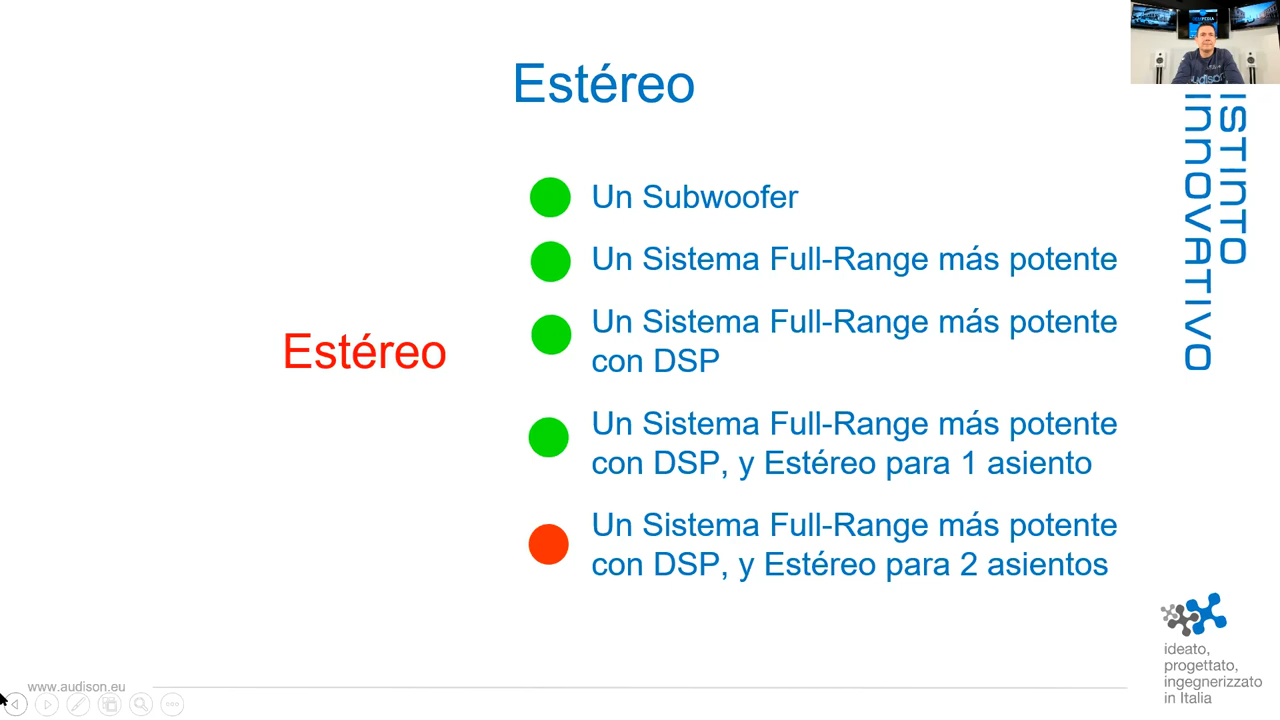 Estéreo
Un Subwoofer
Un Sistema Full-Range más potente
Un Sistema Full-Range más potente
con DSP
Estéreo
Un Sistema Full-Range más potente
con DSP, y Estéreo para 1 asiento
Un Sistema Full-Range más potente
con DSP, y Estéreo para 2 asientos
ISTINTO
INNOVATIVO
ideato,
progettato,
ingegnerizzato
in Italia
www.audison.eu